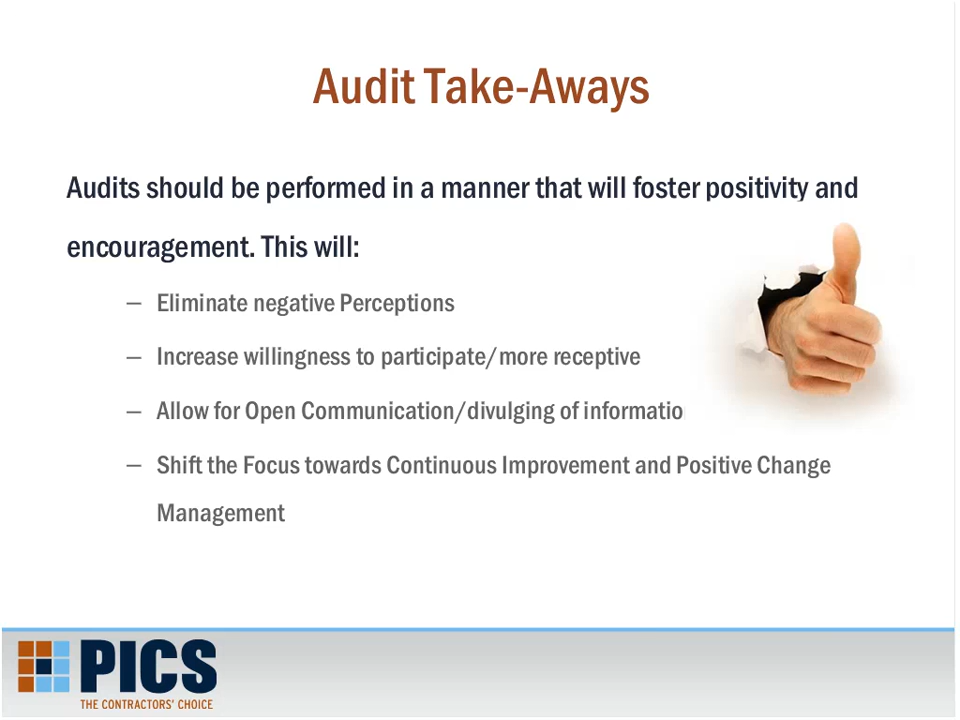 Audit Take-Aways
Audits should be performed in a manner that will foster positivity and
encouragement. This will:
– Eliminate negative Perceptions
– Increase willingness to participate/more receptive
– Allow for Open Communication/divulging of informatio
– Shift the Focus towards Continuous Improvement and Positive Change
Management
PICS
THE CONTRACTORS' CHOICE